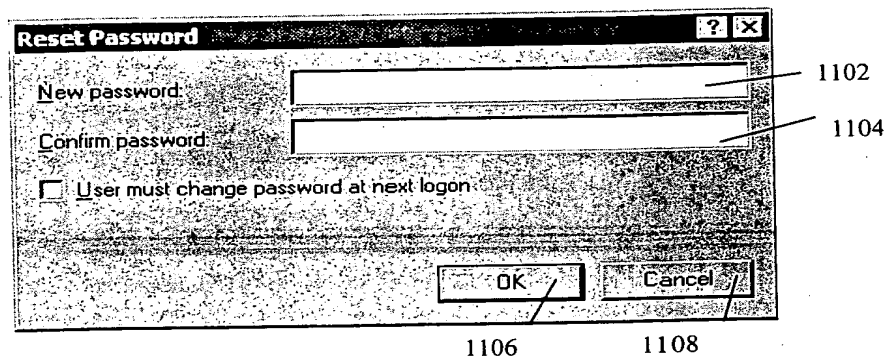 Reset Password ? X
New password: 1102
Confirm password: 1104
User must change password at next logon
OK Cancel
1106 1108